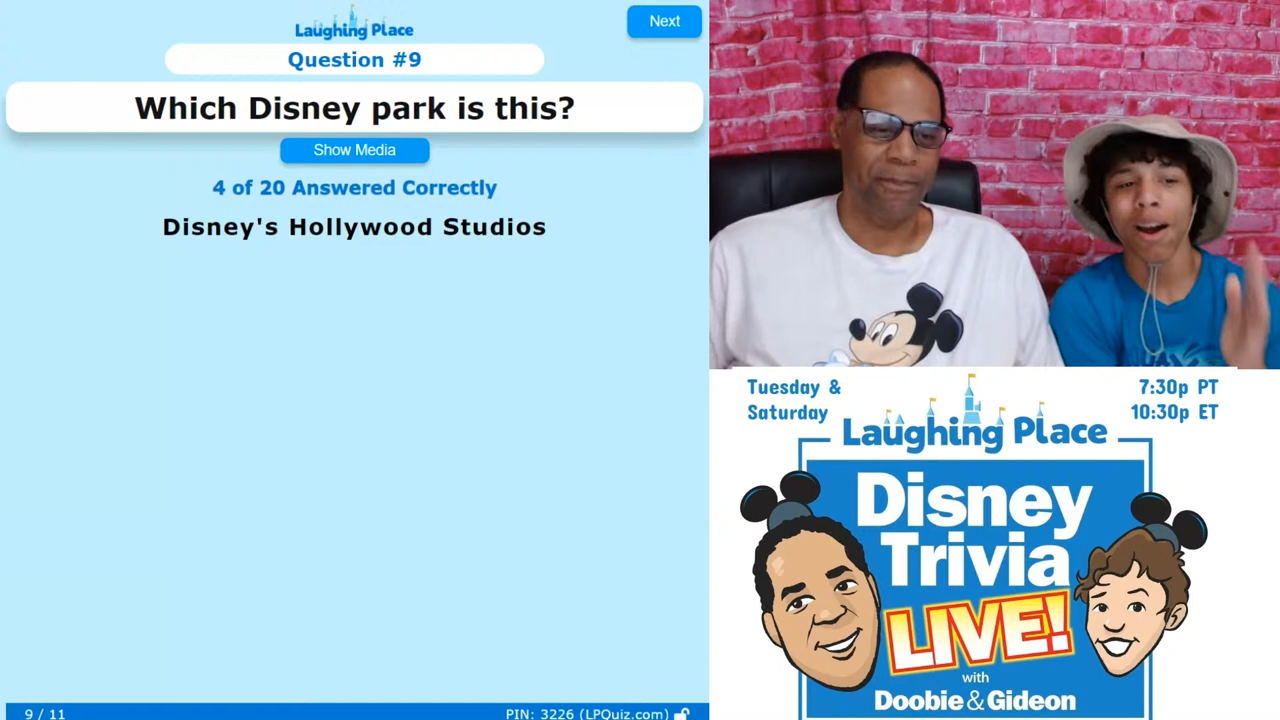 Laughing Place
Next
Question #9
Which Disney park is this?
Show Media
4 of 20 Answered Correctly
Disney's Hollywood Studios
9 / 11
PIN: 3226 (LPQuiz.com)
Tuesday &
Saturday
7:30p PT
10:30p ET
Laughing Place
Disney
Trivia
LIVE!
with
Doobie & Gideon